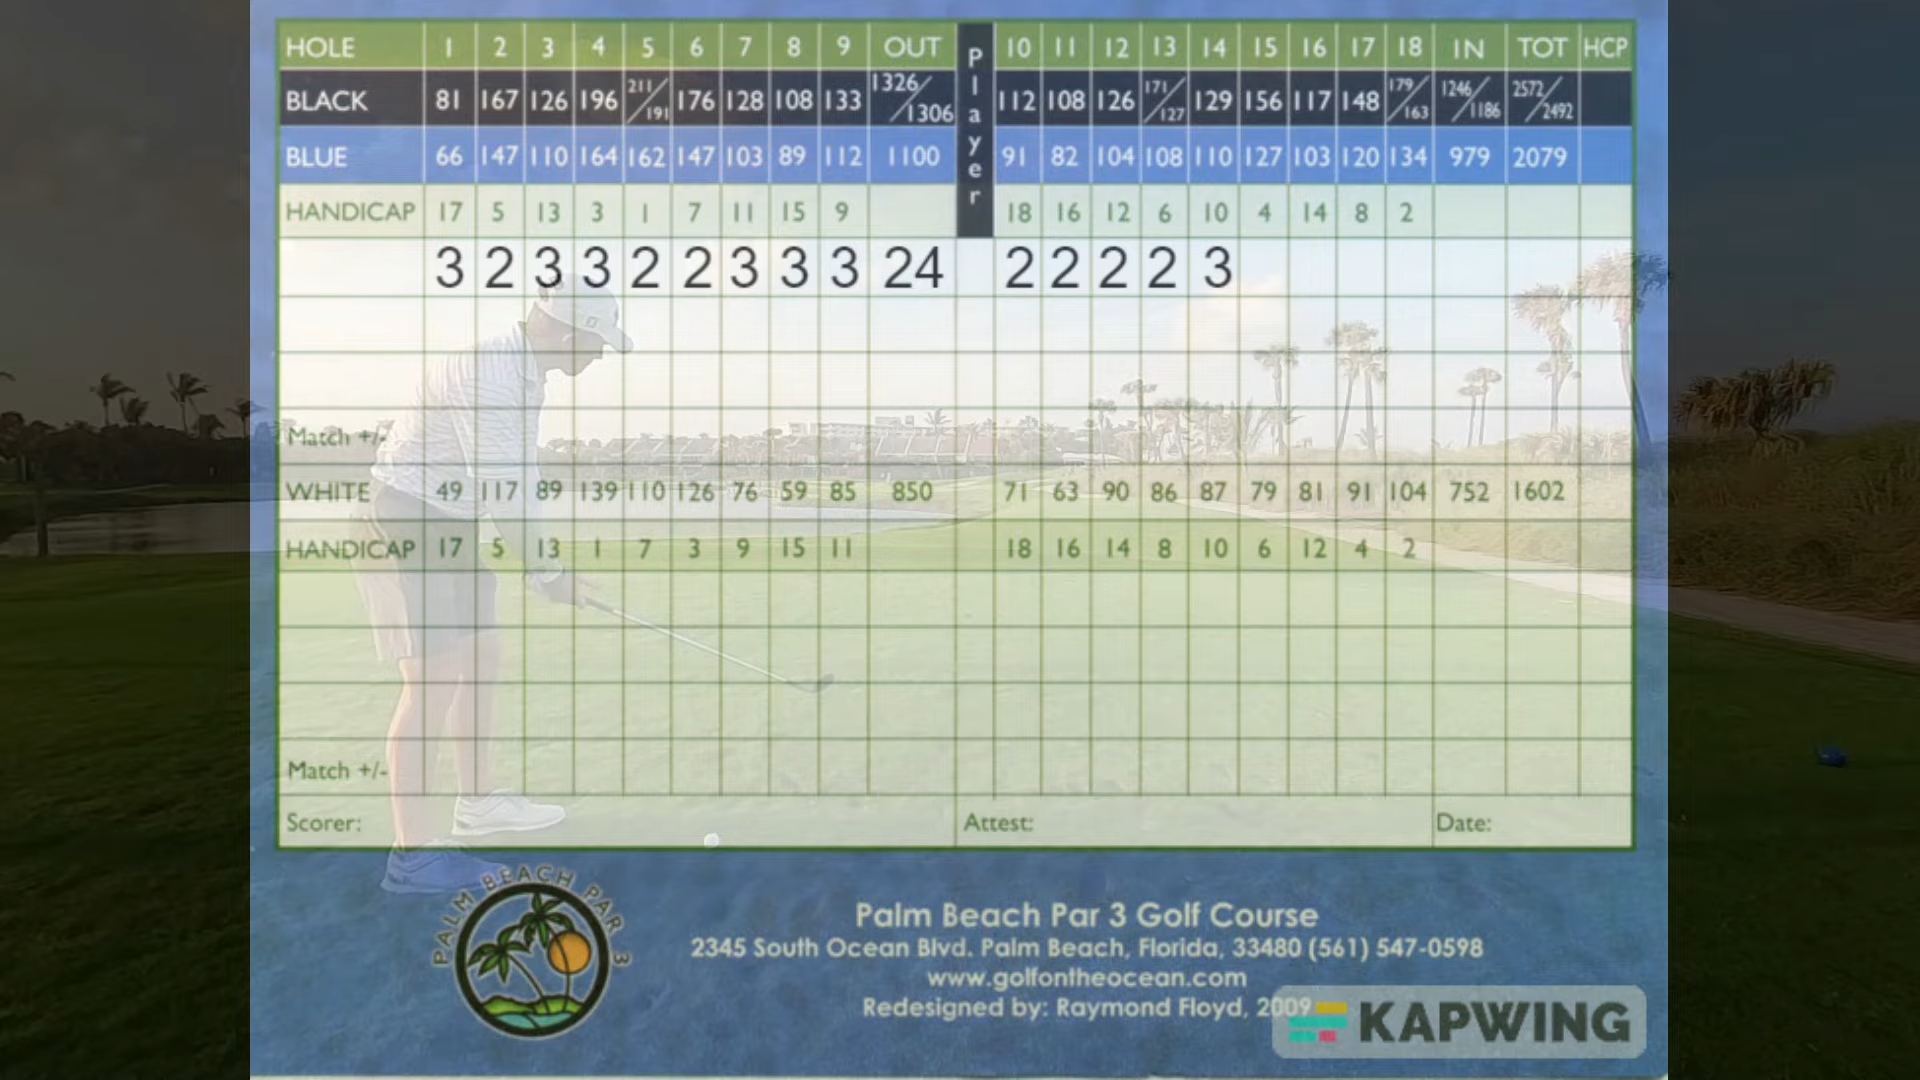 HOLE 1 2 3 4 5 6 7 8 9 OUT Player 10 11 12 13 14 15 16 17 18 IN TOT HCP
BLACK 81 167 126 196 211/191 176 128 108 133 1326/1306 112 108 126 171/127 129 156 117 148 179/163 1246/1186 2572/2492
BLUE 66 147 110 164 162 147 103 89 112 1100 91 82 104 108 110 127 103 120 134 979 2079
HANDICAP 17 5 13 3 1 7 11 15 9 18 16 12 6 10 4 14 8 2
3 2 3 3 2 2 3 3 3 24 2 2 2 2 3
Match +/-
WHITE 49 117 89 139 110 126 76 59 85 850 71 63 90 86 87 79 81 91 104 752 1602
HANDICAP 17 5 13 1 7 3 9 15 11 18 16 14 8 10 6 12 4 2
Match +/-
Scorer: Attest: Date:
PALM BEACH PAR 3
Palm Beach Par 3 Golf Course
2345 South Ocean Blvd. Palm Beach, Florida, 33480 (561) 547-0598
www.golfontheocean.com
Redesigned by: Raymond Floyd, 2009
KAPWING